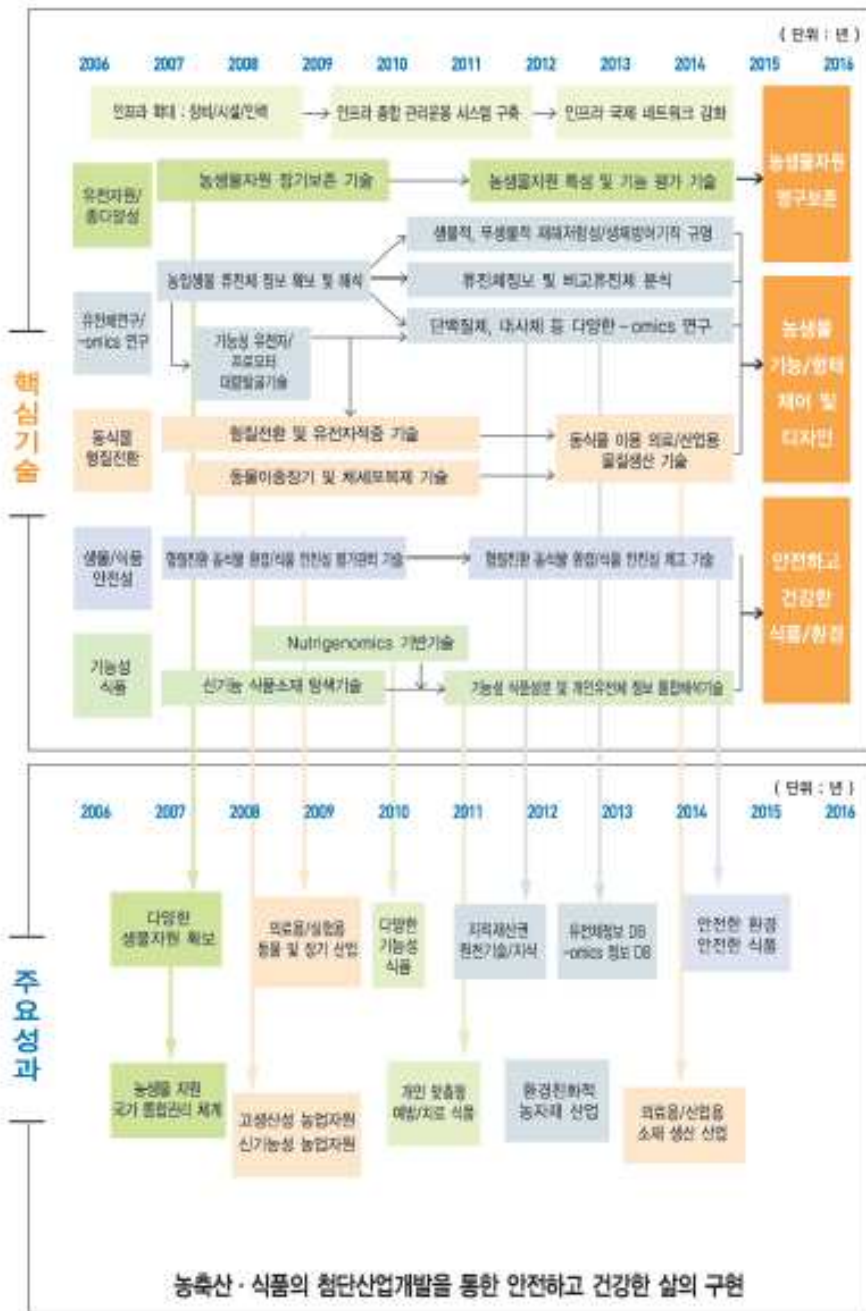 ( 단위 : 년 )
2006 2007 2008 2009 2010 2011 2012 2013 2014 2015 2016
인프라 확대 : 장비/시설/인력
인프라 종합 관리운용 시스템 구축
인프라 국제 네트워크 강화
유전자원/
종다양성
농생물자원 장기보존 기술
농생물자원 특성 및 기능 평가 기술
농생물자원
영구보존
생물적, 무생물적 재해저항성/생체방어기작 규명
농업생물 유전체 정보 확보 및 해석
유전체정보 및 비교유전체 분석
유전체연구/
-omics 연구
단백질체, 대사체 등 다양한 -omics 연구
기능성 유전자/
프로모터
대량발굴기술
농생물
기능/형태
제어 및
디자인
핵심기술
동식물
형질전환
형질전환 및 유전자적중 기술
동물이종장기 및 체세포복제 기술
동식물 이용 의료/산업용
물질생산 기술
생물/식품
안전성
형질전환 동식물 환경/식품 안전성 평가관리 기술
형질전환 동식물 환경/식품 안전성 제고 기술
안전하고
건강한
식품/환경
기능성
식품
Nutrigenomics 기반기술
신기능 식품소재 탐색기술
기능성 식품성분 및 개인유전체 정보 통합해석기술
( 단위 : 년 )
2006 2007 2008 2009 2010 2011 2012 2013 2014 2015 2016
주요성과
다양한
생물자원 확보
의료용/실험용
동물 및 장기 산업
다양한
기능성
식품
지적재산권
원천기술/지식
유전체정보 DB
-omics 정보 DB
안전한 환경
안전한 식품
농생물 자원
국가 통합관리 체계
고생산성 농업자원
신기능성 농업자원
개인 맞춤형
예방/치료 식품
환경친화적
농자재 산업
의료용/산업용
소재 생산 산업
농축산 · 식품의 첨단산업개발을 통한 안전하고 건강한 삶의 구현